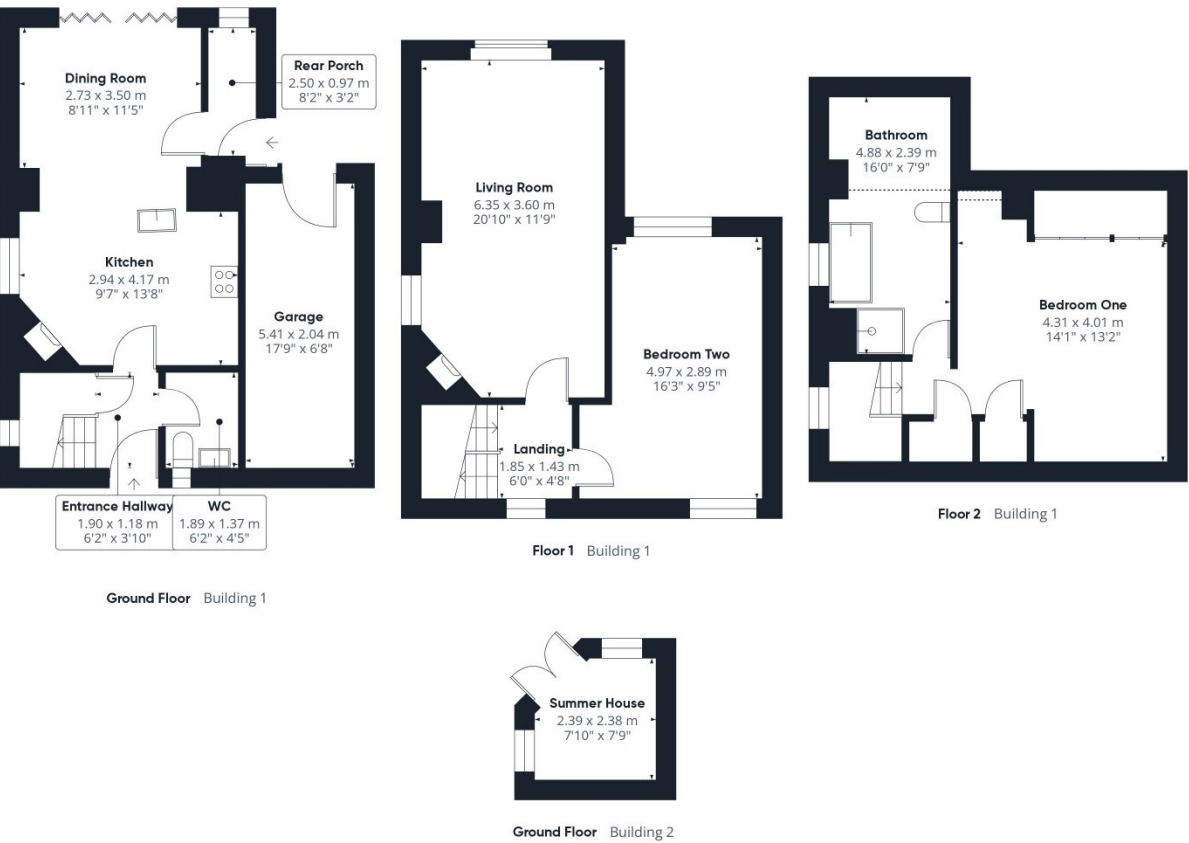 Dining Room
2.73 x 3.50 m
8'11" x 11'5"
Rear Porch
2.50 x 0.97 m
8'2" x 3'2"
Kitchen
2.94 x 4.17 m
9'7" x 13'8"
Garage
5.41 x 2.04 m
17'9" x 6'8"
Entrance Hallway
1.90 x 1.18 m
6'2" x 3'10"
WC
1.89 x 1.37 m
6'2" x 4'5"
Ground Floor Building 1
Living Room
6.35 x 3.60 m
20'10" x 11'9"
Bedroom Two
4.97 x 2.89 m
16'3" x 9'5"
Landing
1.85 x 1.43 m
6'0" x 4'8"
Floor 1 Building 1
Bathroom
4.88 x 2.39 m
16'0" x 7'9"
Bedroom One
4.31 x 4.01 m
14'1" x 13'2"
Floor 2 Building 1
Summer House
2.39 x 2.38 m
7'10" x 7'9"
Ground Floor Building 2